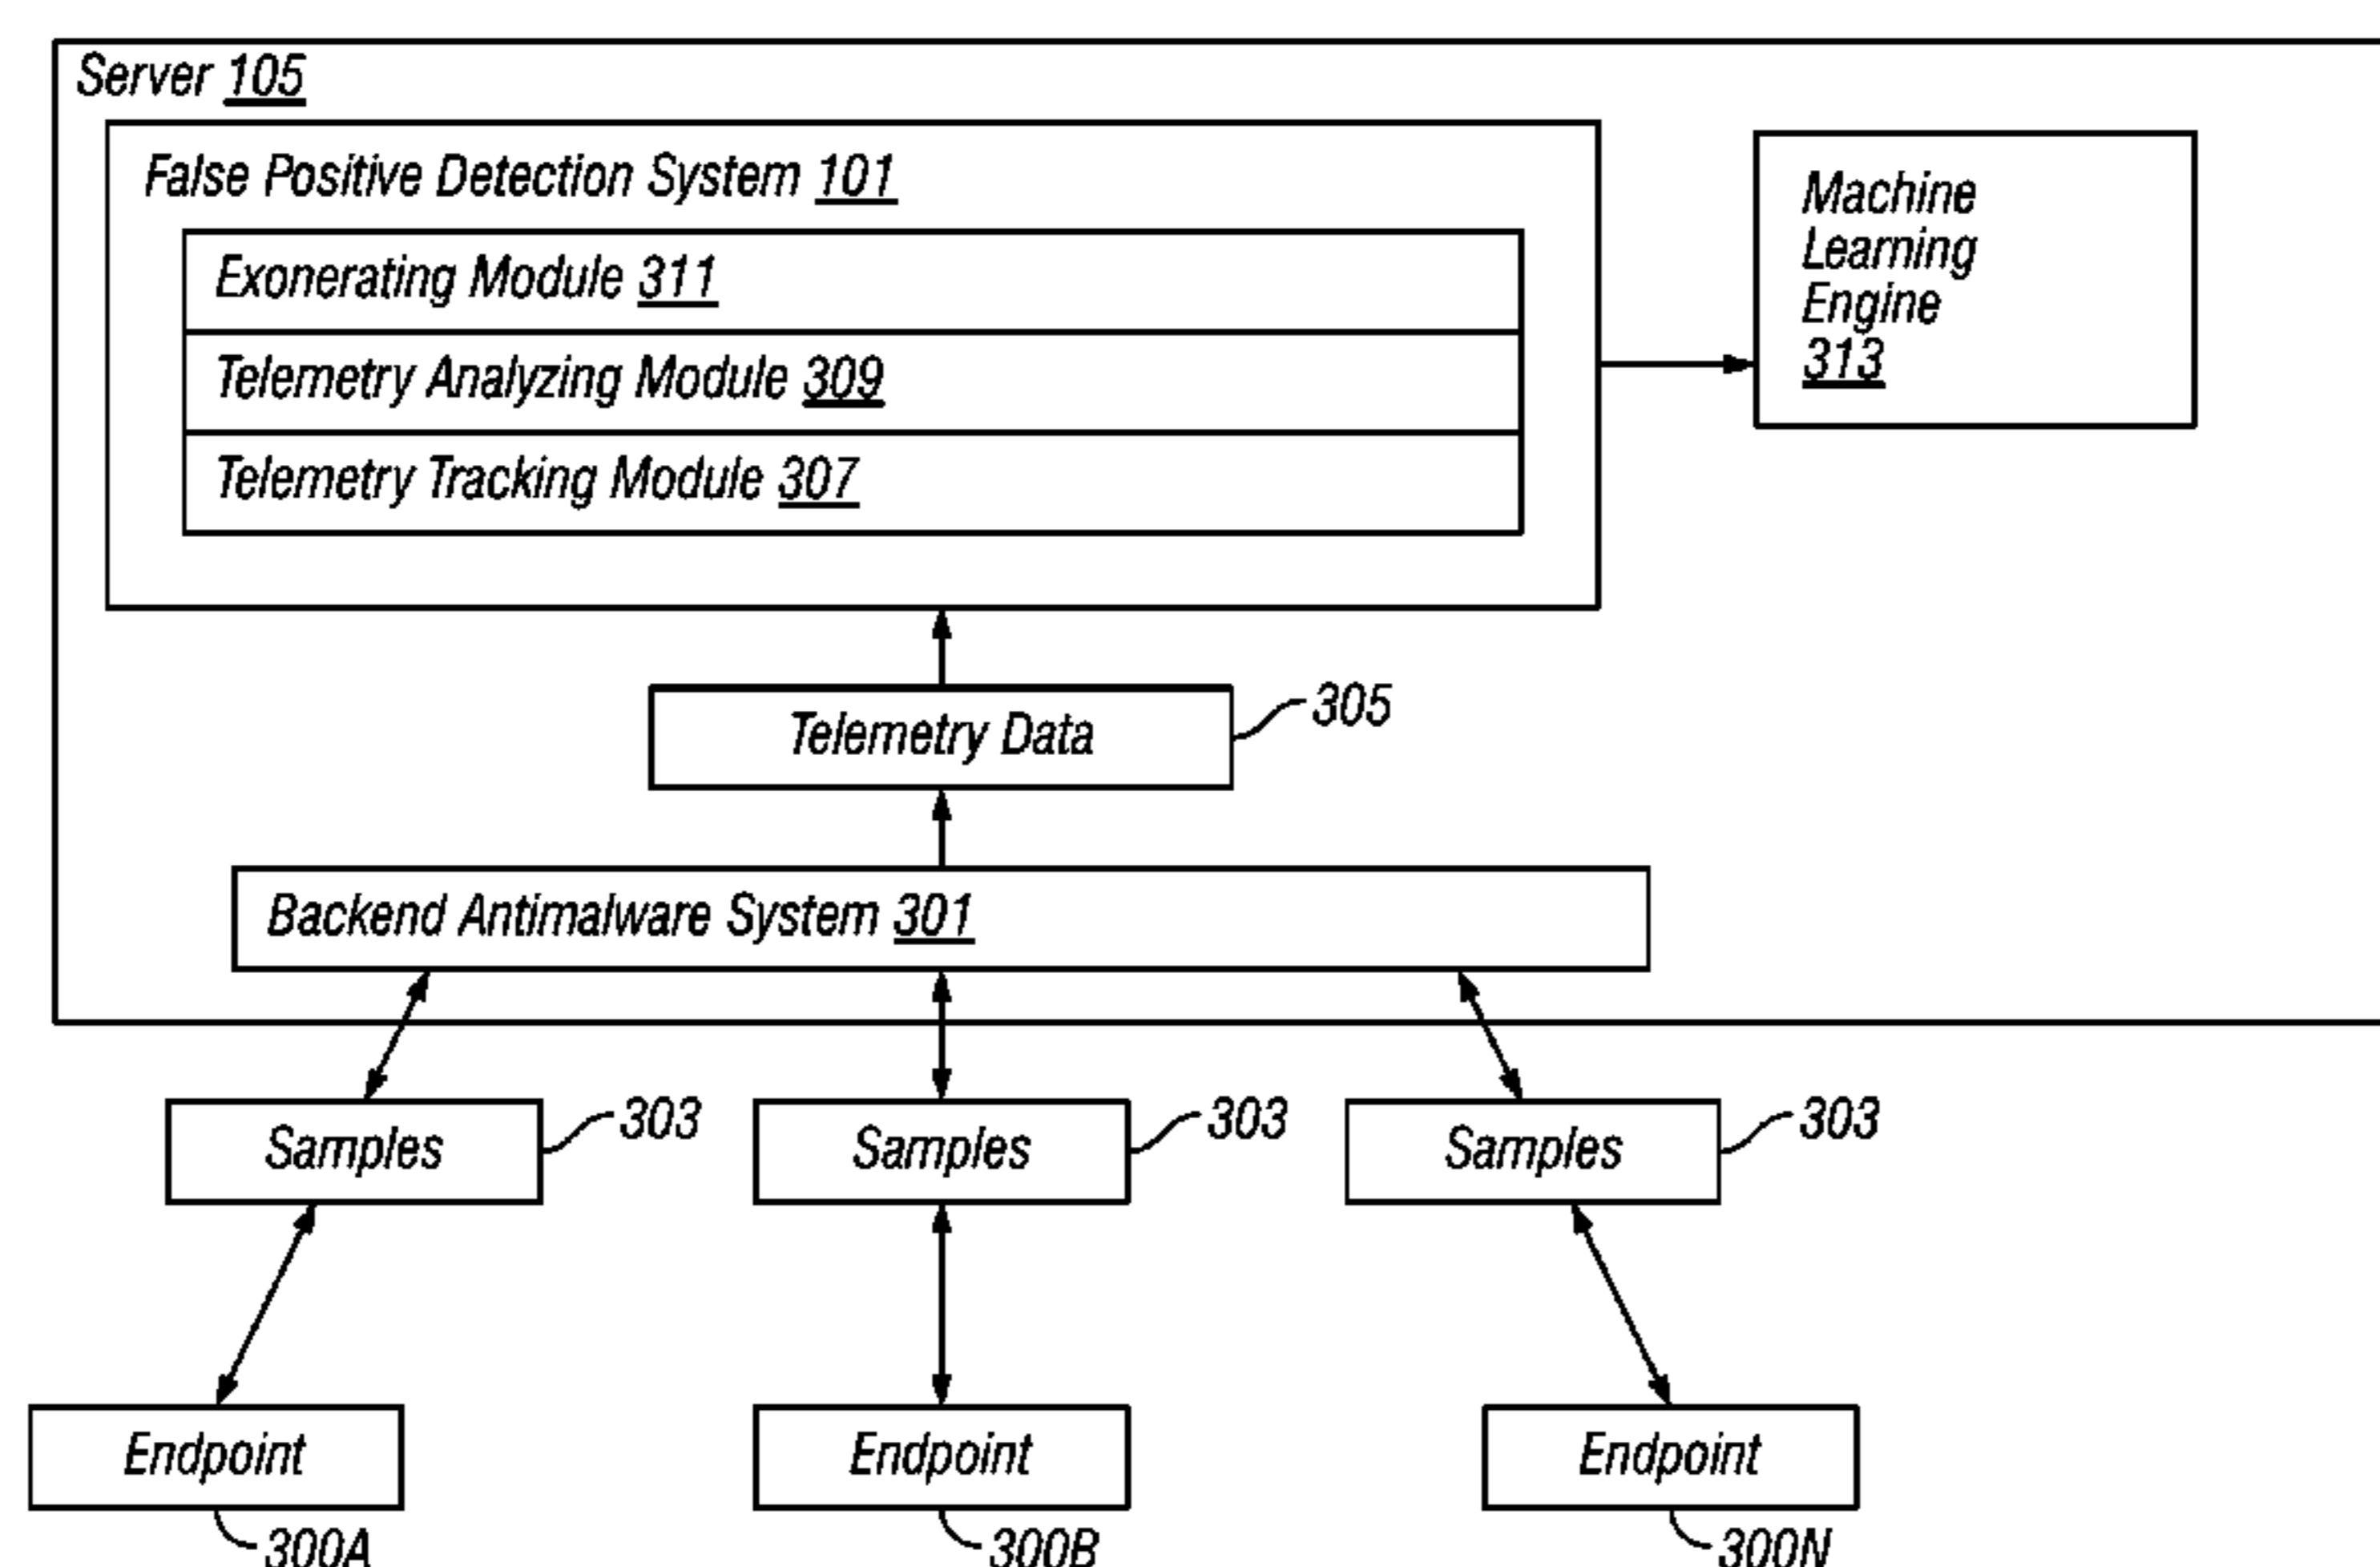 Server 105
False Positive Detection System 101
Machine
Learning
Engine
313
Exonerating Module 311
Telemetry Analyzing Module 309
Telemetry Tracking Module 307
Telemetry Data
305
Backend Antimalware System 301
Samples
303
Samples
303
Samples
303
Endpoint
300A
Endpoint
300B
Endpoint
300N